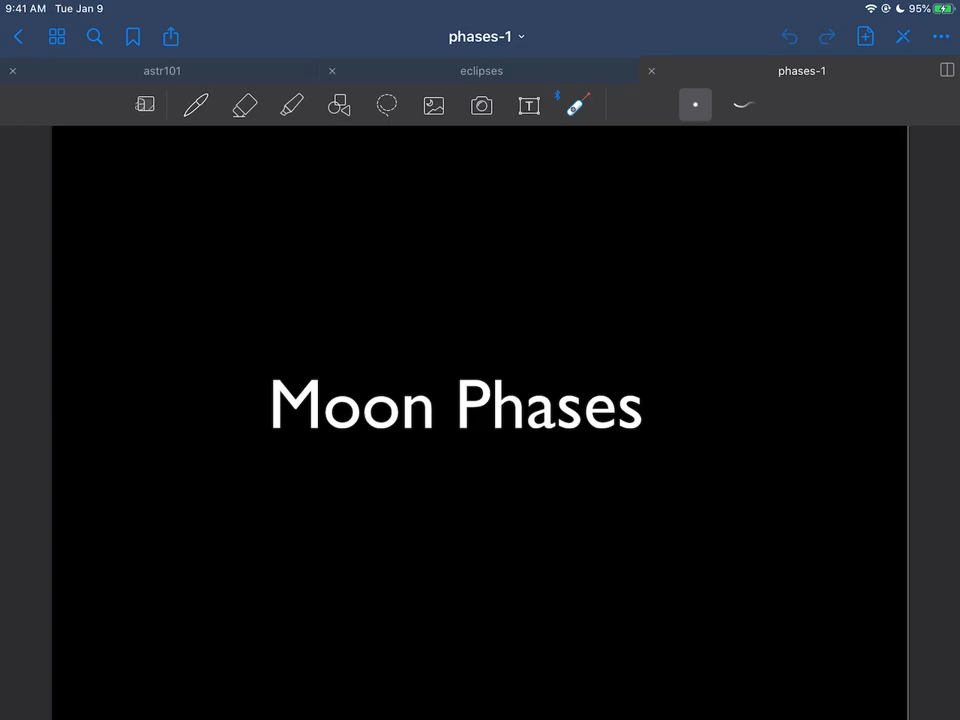 9:41 AM Tue Jan 9 95%
phases-1
astr101 eclipses phases-1
T
Moon Phases